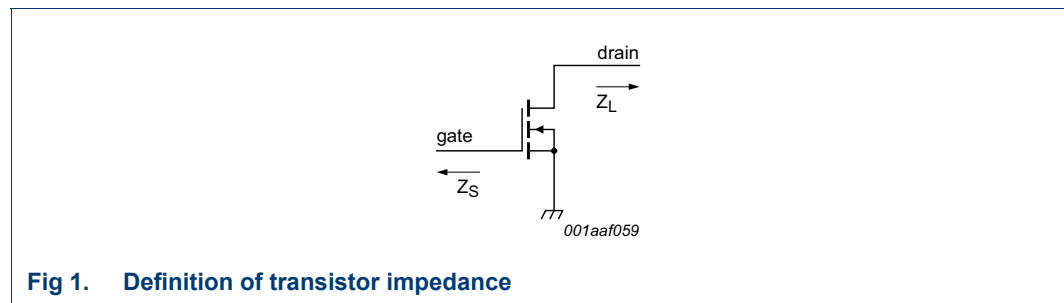 drain
Z_L
gate
Z_S
001aaf059
Fig 1. Definition of transistor impedance